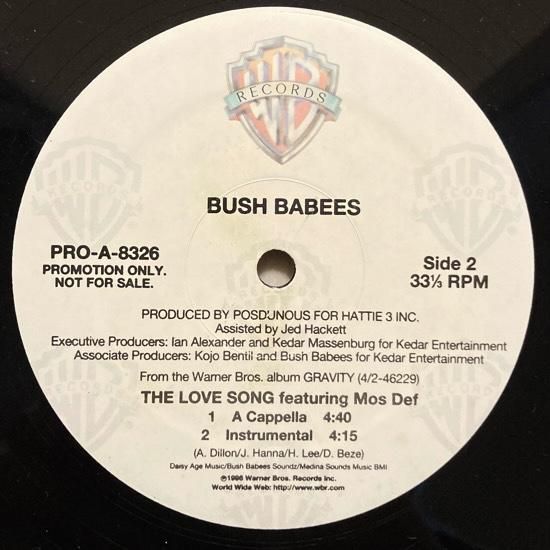 RECORDS
BUSH BABEES
PRO-A-8326
PROMOTION ONLY.
NOT FOR SALE.
Side 2
33⅓ RPM
PRODUCED BY POSDUNOUS FOR HATTIE 3 INC.
Assisted by Jed Hackett
Executive Producers: Ian Alexander and Kedar Massenburg for Kedar Entertainment
Associate Producers: Kojo Bentil and Bush Babees for Kedar Entertainment
From the Warner Bros. album GRAVITY (4/2-46229)
THE LOVE SONG featuring Mos Def
1 A Cappella 4:40
2 Instrumental 4:15
(A. Dillon/J. Hanna/H. Lee/D. Beze)
Daisy Age Music/Bush Babees Soundz/Medina Sounds Music BMI
℗1996 Warner Bros. Records Inc.
World Wide Web: http://www.wbr.com